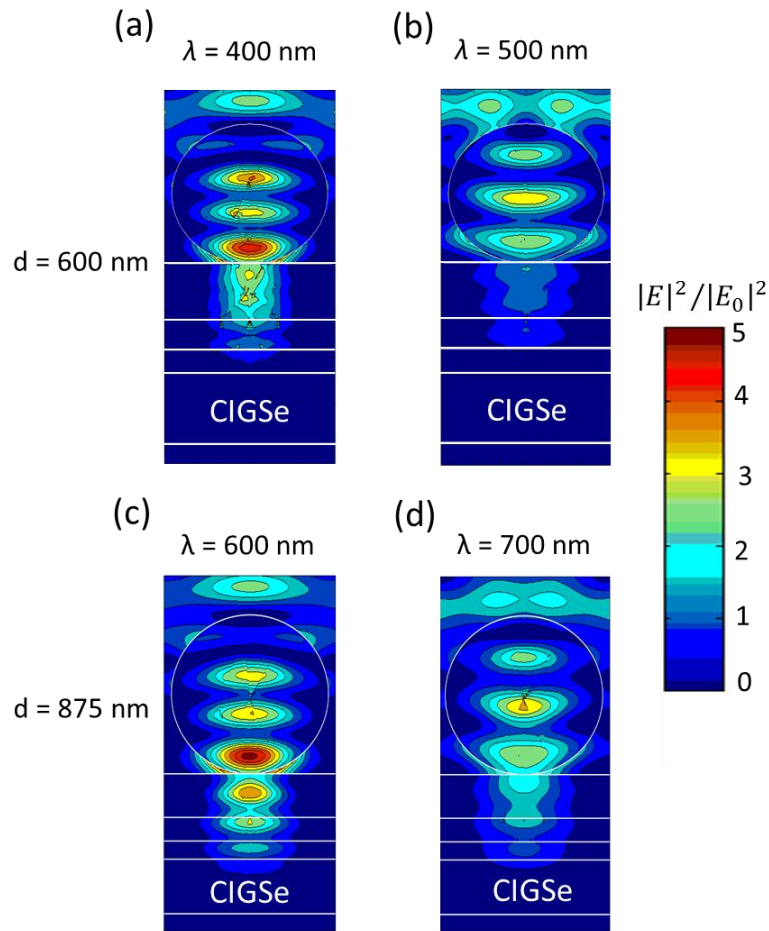 (a)
λ = 400 nm
(b)
λ = 500 nm
d = 600 nm
CIGSe
CIGSe
|E|²/|E₀|²
5
4
3
2
1
0
(c)
λ = 600 nm
(d)
λ = 700 nm
d = 875 nm
CIGSe
CIGSe